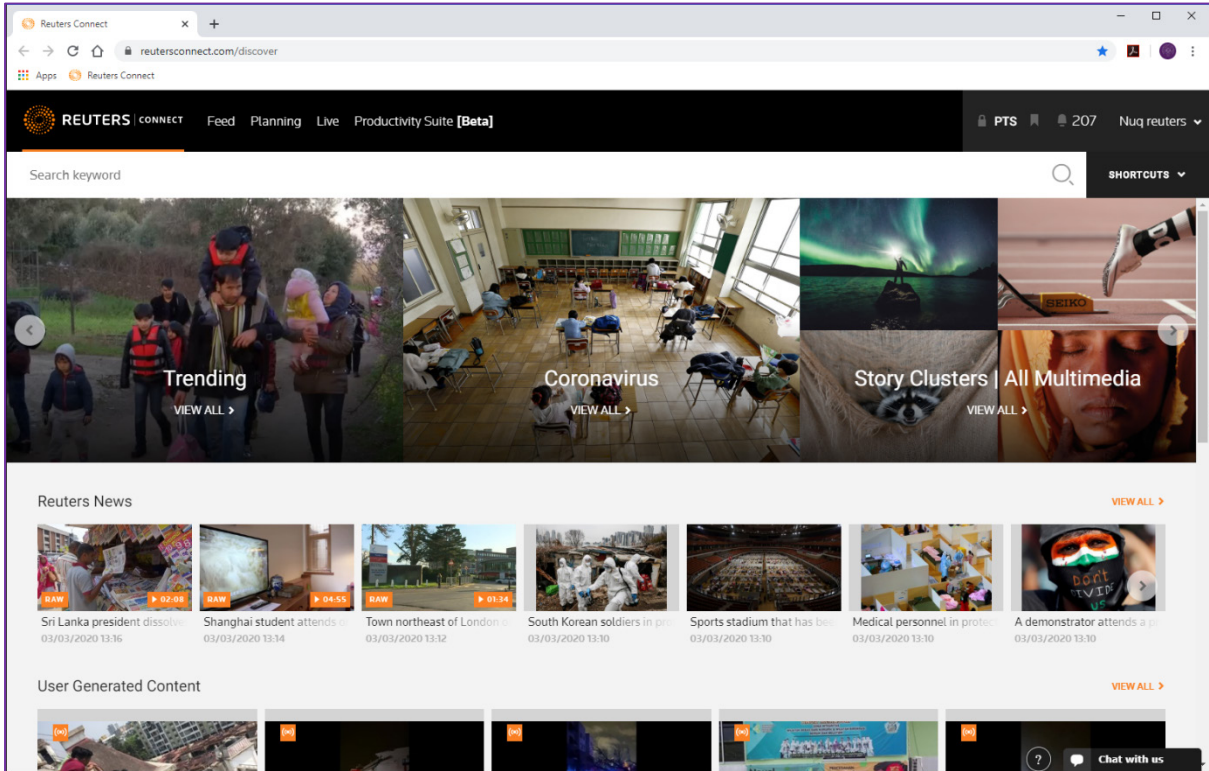 Reuters Connect
reutersconnect.com/discover
Apps Reuters Connect
REUTERS CONNECT Feed Planning Live Productivity Suite [Beta] PTS 207 Nuq reuters
Search keyword SHORTCUTS
SEIKO
Trending
VIEW ALL >
Coronavirus
VIEW ALL >
Story Clusters | All Multimedia
VIEW ALL >
Reuters News VIEW ALL >
RAW 02:08 RAW 04:55 RAW 01:34
Don't
DIVIDE
US
Sri Lanka president dissolve Shanghai student attends Town northeast of London South Korean soldiers in pro Sports stadium that has bee Medical personnel in protec A demonstrator attends a p
03/03/2020 13:16 03/03/2020 13:14 03/03/2020 13:12 03/03/2020 13:10 03/03/2020 13:10 03/03/2020 13:10 03/03/2020 13:10
User Generated Content VIEW ALL >
? Chat with us